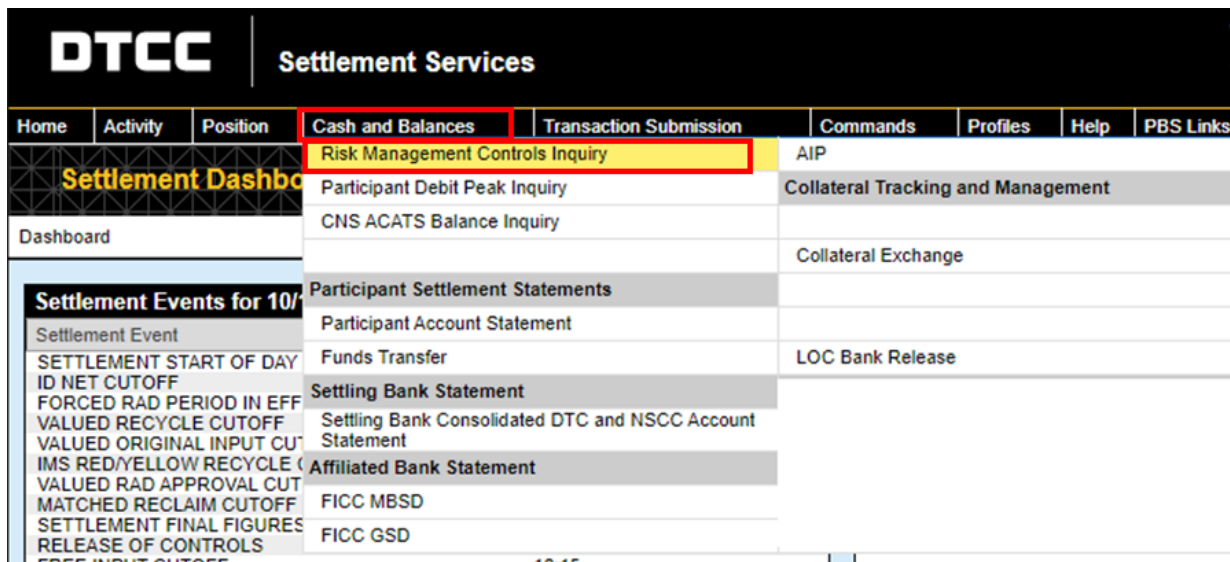 DTCC
Settlement Services
Home Activity Position Cash and Balances Transaction Submission Commands Profiles Help PBS Links
Settlement Dashbo
Dashboard
Risk Management Controls Inquiry
Participant Debit Peak Inquiry
CNS ACATS Balance Inquiry
Participant Settlement Statements
Participant Account Statement
Funds Transfer
Settling Bank Statement
Settling Bank Consolidated DTC and NSCC Account
Statement
Affiliated Bank Statement
FICC MBSD
FICC GSD
AIP
Collateral Tracking and Management
Collateral Exchange
LOC Bank Release
Settlement Events for 10/
Settlement Event
SETTLEMENT START OF DAY
ID NET CUTOFF
FORCED RAD PERIOD IN EFF
VALUED RECYCLE CUTOFF
VALUED ORIGINAL INPUT CUT
IMS RED/YELLOW RECYCLE
VALUED RAD APPROVAL CUT
MATCHED RECLAIM CUTOFF
SETTLEMENT FINAL FIGURES
RELEASE OF CONTROLS
FREE INPUT CUTOFF